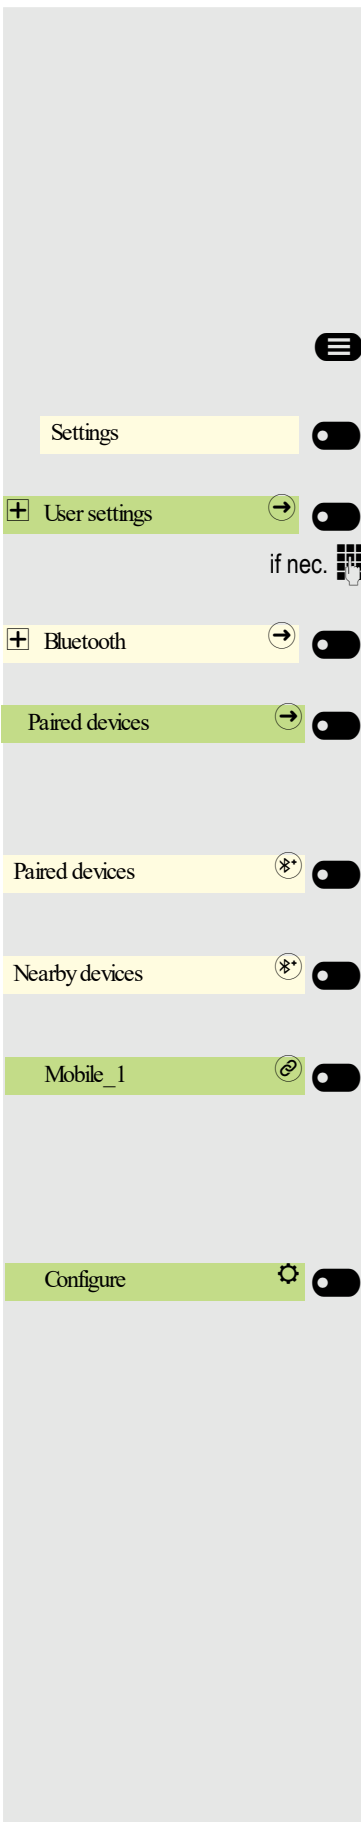 Settings
User settings
if nec.
Bluetooth
Paired devices
Paired devices
Nearby devices
Mobile_1
Configure